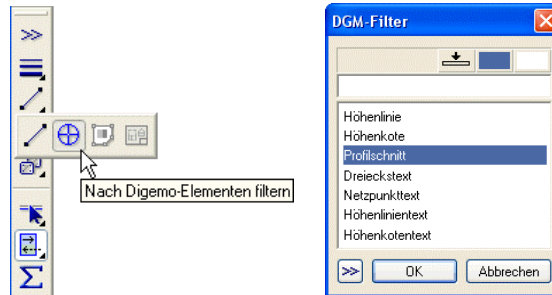 Nach Digemo-Elementen filtern
DGM-Filter
Höhenlinie
Höhenkote
Profilschnitt
Dreieckstext
Netzpunkttext
Höhenlinientext
Höhenkotentext
>> OK Abbrechen